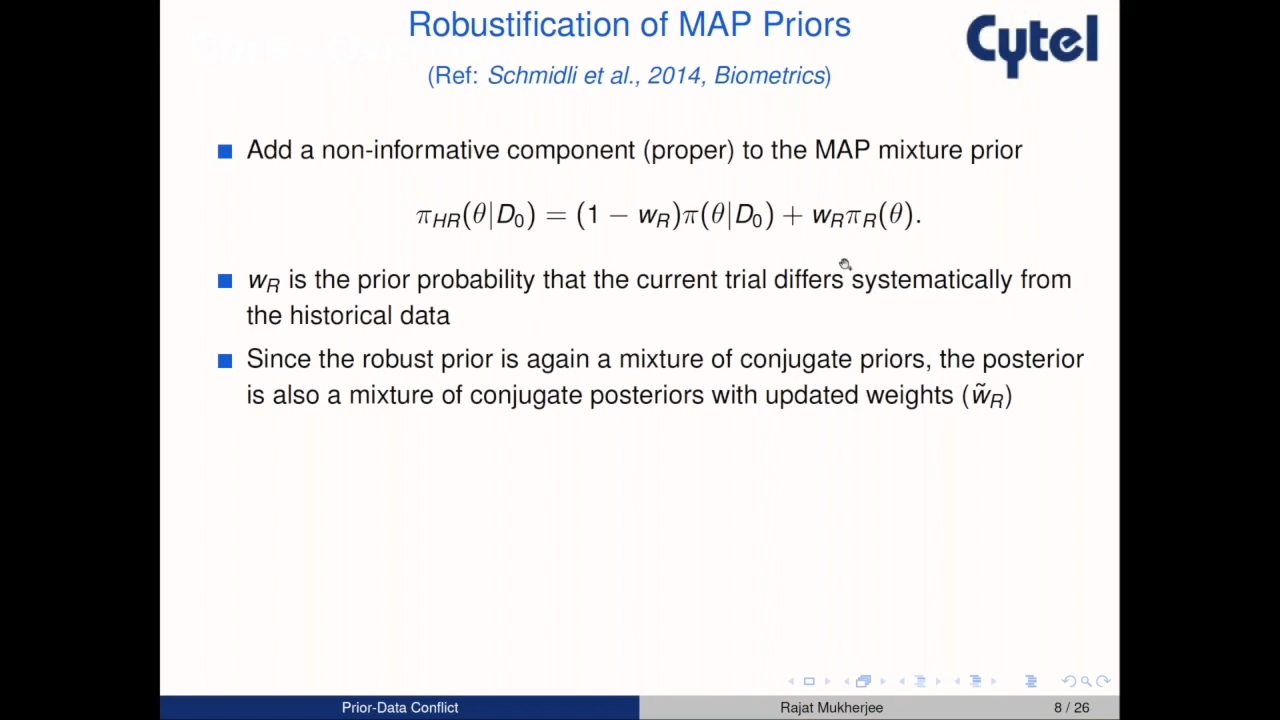 Robustification of MAP Priors
Cytel
(Ref: Schmidli et al., 2014, Biometrics)
Add a non-informative component (proper) to the MAP mixture prior
π_HR(θ|D₀) = (1 − w_R)π(θ|D₀) + w_Rπ_R(θ).
w_R is the prior probability that the current trial differs systematically from
the historical data
Since the robust prior is again a mixture of conjugate priors, the posterior
is also a mixture of conjugate posteriors with updated weights (w̃_R)
Prior-Data Conflict
Rajat Mukherjee
8 / 26